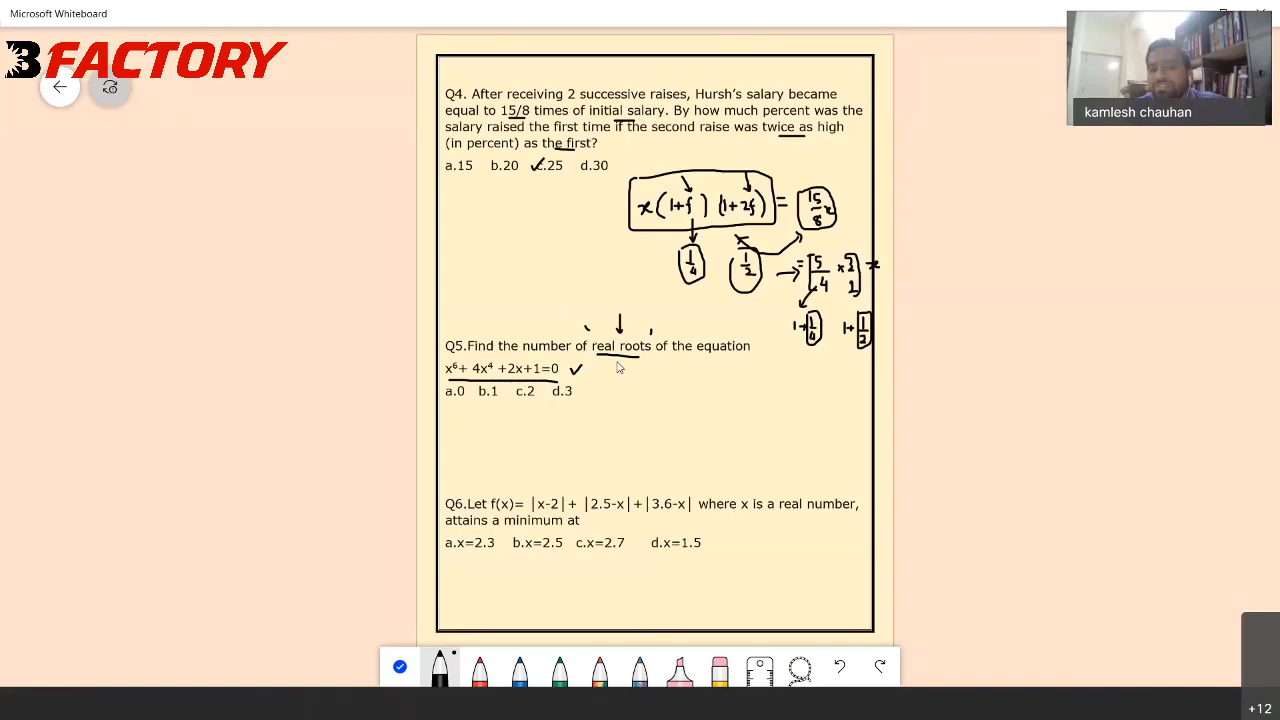 Microsoft Whiteboard
3FACTORY
kamlesh chauhan
Q4. After receiving 2 successive raises, Hursh's salary became
equal to 15/8 times of initial salary. By how much percent was the
salary raised the first time if the second raise was twice as high
(in percent) as the first?
a.15 b.20 c.25 d.30
x(1+f) (1+2f) = 15/8 x
1/4 1/2 = 5/4 × 3/2 x
1+1/4 1+1/2
Q5.Find the number of real roots of the equation
x⁶+ 4x⁴ +2x+1=0
a.0 b.1 c.2 d.3
Q6.Let f(x)= |x-2|+ |2.5-x|+|3.6-x| where x is a real number,
attains a minimum at
a.x=2.3 b.x=2.5 c.x=2.7 d.x=1.5
+12